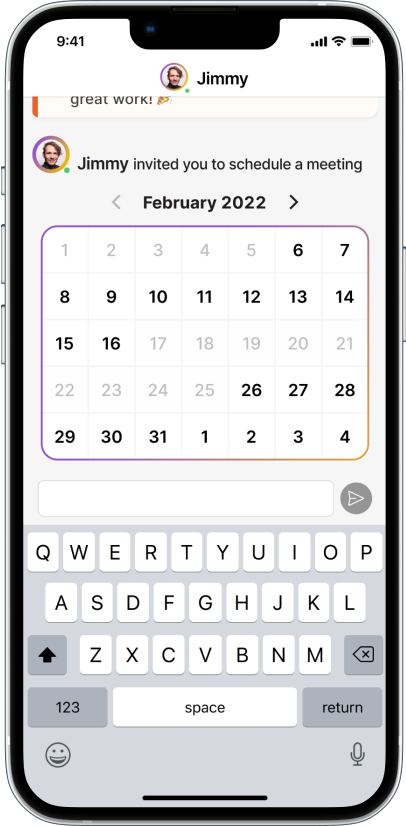 9:41
Jimmy
great work! 🎉
Jimmy invited you to schedule a meeting
February 2022
1 2 3 4 5 6 7
8 9 10 11 12 13 14
15 16 17 18 19 20 21
22 23 24 25 26 27 28
29 30 31 1 2 3 4
Q W E R T Y U I O P
A S D F G H J K L
Z X C V B N M
123 space return